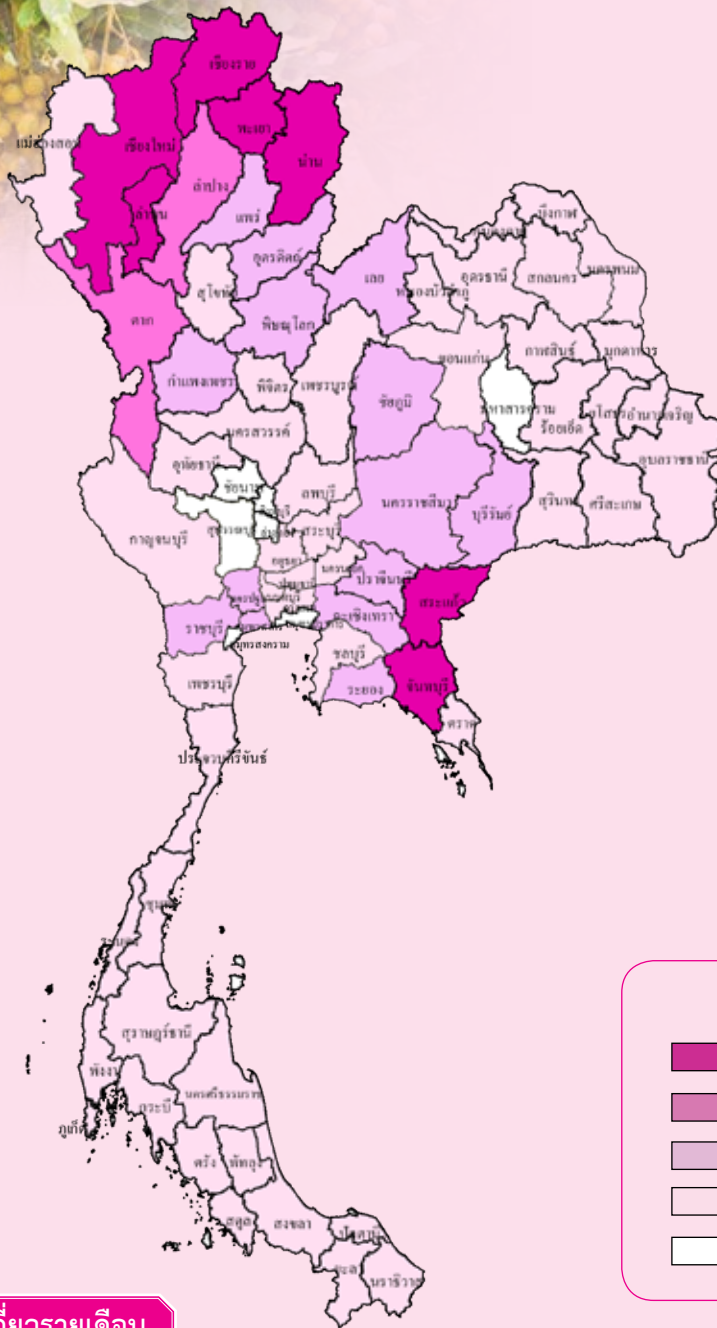 เชียงราย
พะเยา
แม่ฮ่องสอน
เชียงใหม่
น่าน
ลำปาง
ลำพูน
แพร่
บึงกาฬ
อุตรดิตถ์
เลย
อุดรธานี
สกลนคร
นครพนม
สุโขทัย
หนองบัวลำภู
ตาก
พิษณุโลก
ขอนแก่น
กาฬสินธุ์
มุกดาหาร
กำแพงเพชร
พิจิตร
เพชรบูรณ์
ชัยภูมิ
มหาสารคาม
ร้อยเอ็ด
ยโสธร
อำนาจเจริญ
นครสวรรค์
อุบลราชธานี
อุทัยธานี
ชัยนาท
ลพบุรี
นครราชสีมา
บุรีรัมย์
สุรินทร์
ศรีสะเกษ
กาญจนบุรี
สุพรรณบุรี
สระบุรี
ปราจีนบุรี
สระแก้ว
ราชบุรี
ฉะเชิงเทรา
สมุทรสงคราม
ชลบุรี
เพชรบุรี
ระยอง
จันทบุรี
ตราด
ประจวบคีรีขันธ์
ชุมพร
ระนอง
สุราษฎร์ธานี
พังงา
นครศรีธรรมราช
กระบี่
ภูเก็ต
ตรัง
พัทลุง
สตูล
สงขลา
ปัตตานี
ยะลา
นราธิวาส
กี่ยวรายเดือน